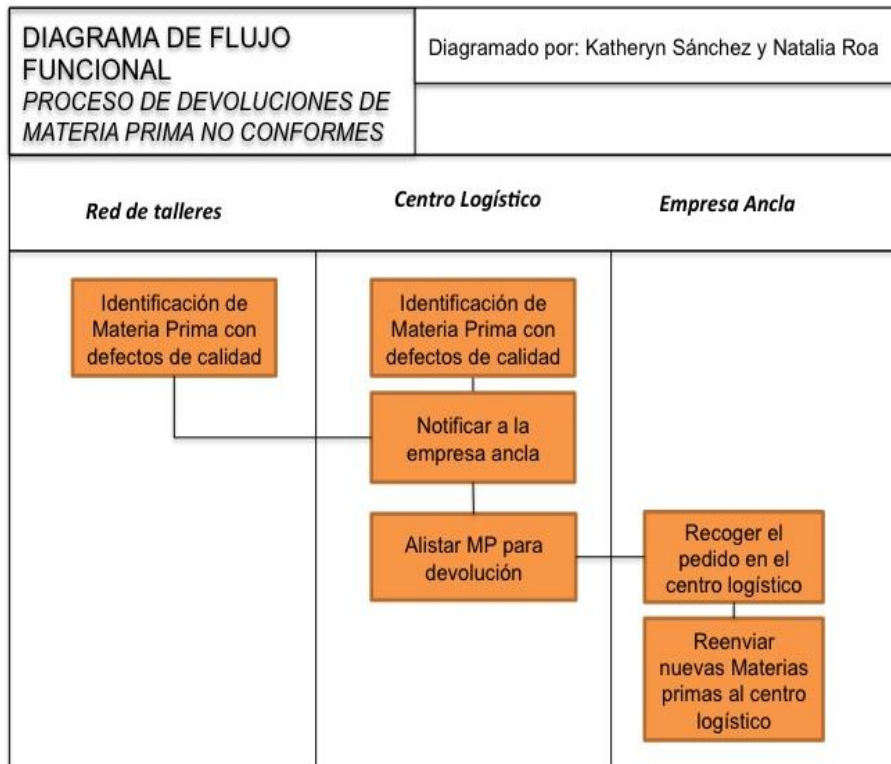 DIAGRAMA DE FLUJO
FUNCIONAL
PROCESO DE DEVOLUCIONES DE
MATERIA PRIMA NO CONFORMES
Diagramado por: Katheryn Sánchez y Natalia Roa
Red de talleres
Centro Logístico
Empresa Ancla
Identificación de
Materia Prima con
defectos de calidad
Identificación de
Materia Prima con
defectos de calidad
Notificar a la
empresa ancla
Alistar MP para
devolución
Recoger el
pedido en el
centro logístico
Reenviar
nuevas Materias
primas al centro
logístico